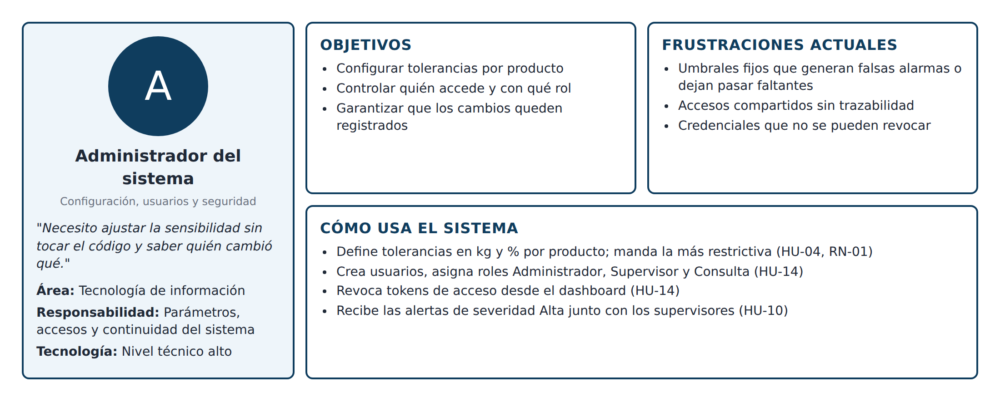 A
Administrador del
sistema
Configuración, usuarios y seguridad
"Necesito ajustar la sensibilidad sin
tocar el código y saber quién cambió
qué."
Área: Tecnología de información
Responsabilidad: Parámetros,
accesos y continuidad del sistema
Tecnología: Nivel técnico alto
OBJETIVOS
• Configurar tolerancias por producto
• Controlar quién accede y con qué rol
• Garantizar que los cambios queden
registrados
FRUSTRACIONES ACTUALES
• Umbrales fijos que generan falsas alarmas o
dejan pasar faltantes
• Accesos compartidos sin trazabilidad
• Credenciales que no se pueden revocar
CÓMO USA EL SISTEMA
• Define tolerancias en kg y % por producto; manda la más restrictiva (HU-04, RN-01)
• Crea usuarios, asigna roles Administrador, Supervisor y Consulta (HU-14)
• Revoca tokens de acceso desde el dashboard (HU-14)
• Recibe las alertas de severidad Alta junto con los supervisores (HU-10)